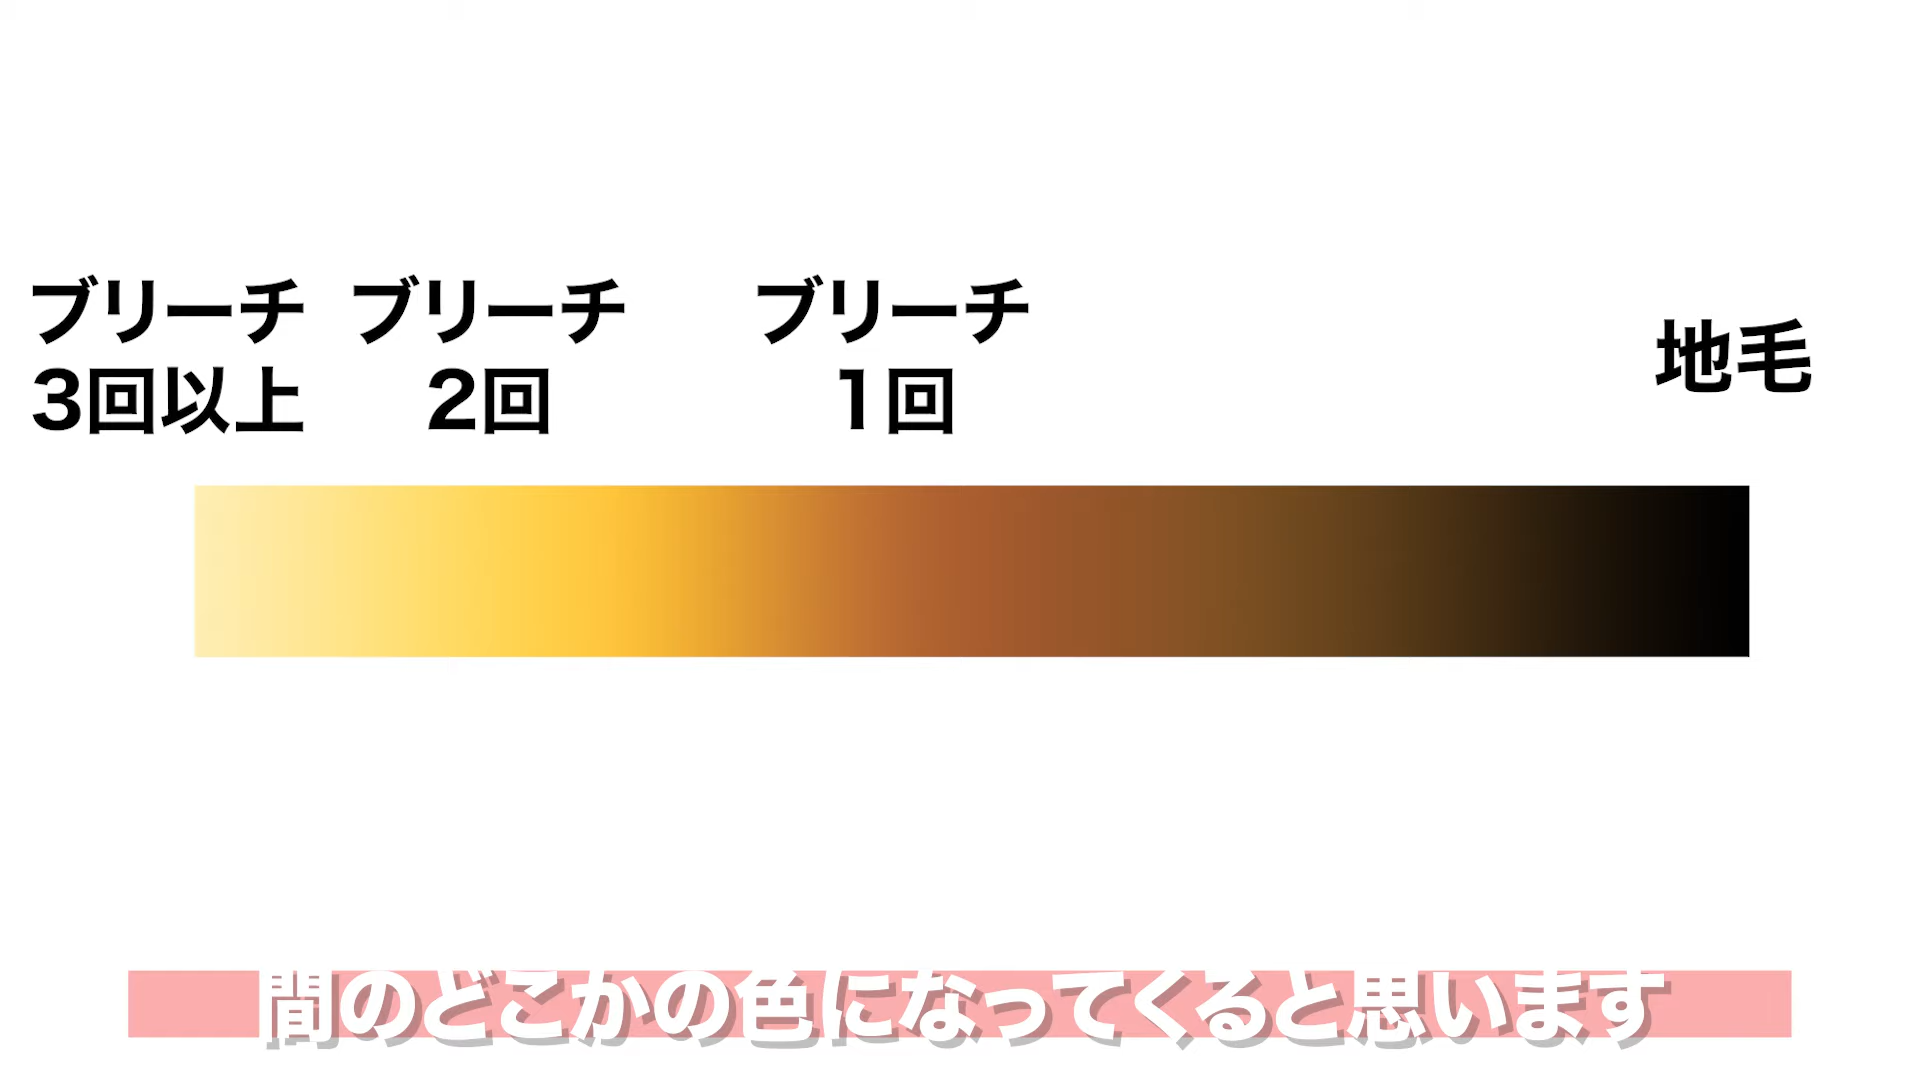 ブリーチ
3回以上
ブリーチ
2回
ブリーチ
1回
地毛
間のどこかの色になってくると思います